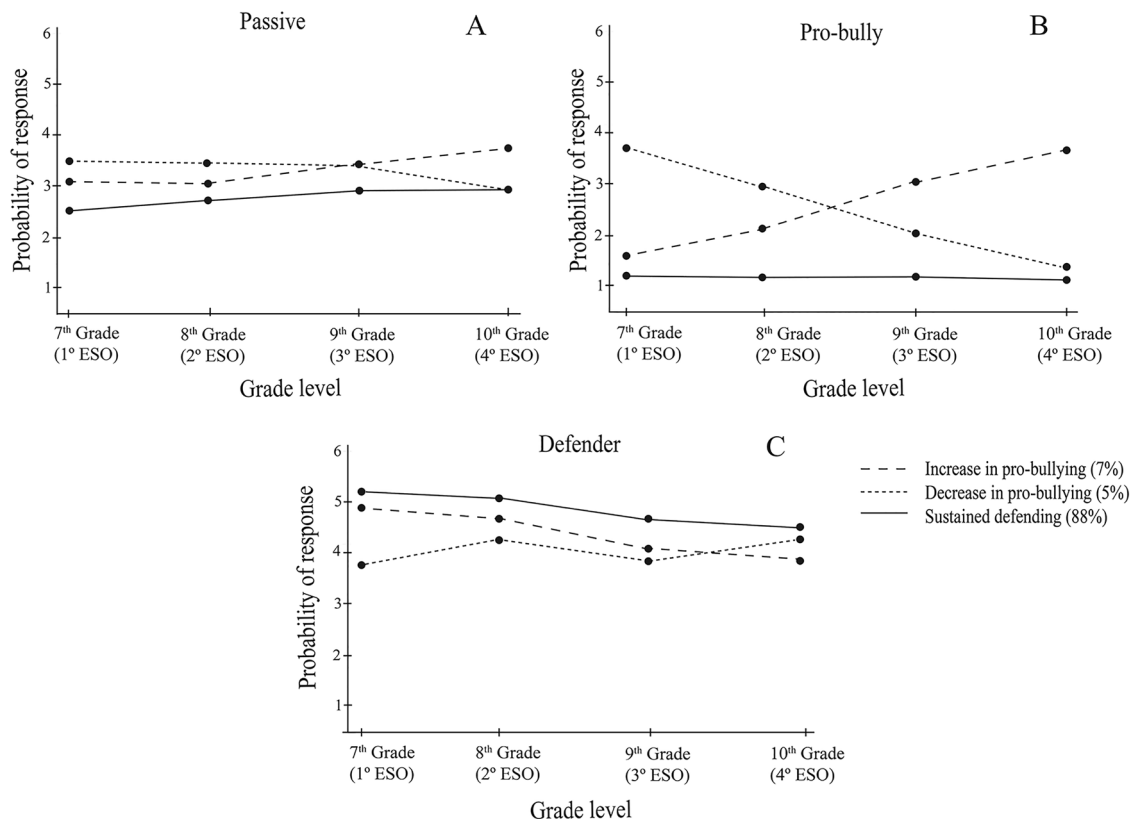 Passive
A
Probability of response
6
5
4
3
2
1
7th Grade
(1º ESO)
8th Grade
(2º ESO)
9th Grade
(3º ESO)
10th Grade
(4º ESO)
Grade level
Pro-bully
B
Probability of response
6
5
4
3
2
1
7th Grade
(1º ESO)
8th Grade
(2º ESO)
9th Grade
(3º ESO)
10th Grade
(4º ESO)
Grade level
Defender
C
Probability of response
6
5
4
3
2
1
7th Grade
(1º ESO)
8th Grade
(2º ESO)
9th Grade
(3º ESO)
10th Grade
(4º ESO)
Grade level
Increase in pro-bullying (7%)
Decrease in pro-bullying (5%)
Sustained defending (88%)